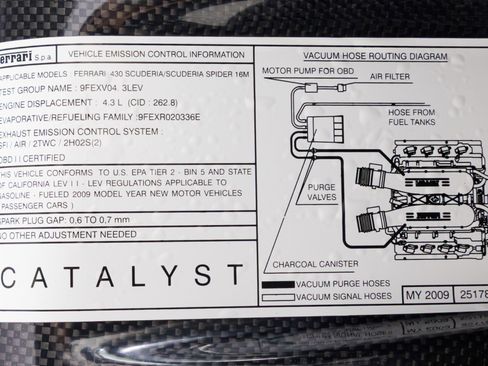 Ferrari S.p.a. VEHICLE EMISSION CONTROL INFORMATION
APPLICABLE MODELS : FERRARI 430 SCUDERIA/SCUDERIA SPIDER 16M
TEST GROUP NAME : 9FEXV04. 3LEV
ENGINE DISPLACEMENT : 4.3 L (CID : 262.8)
EVAPORATIVE/REFUELING FAMILY : 9FEXR0200336E
EXHAUST EMISSION CONTROL SYSTEM :
SFI / AIR / 2TWC / 2HO2S(2)
OBD II CERTIFIED
THIS VEHICLE CONFORMS TO U.S. EPA TIER 2 - BIN 5 AND STATE
OF CALIFORNIA LEV II - LEV REGULATIONS APPLICABLE TO
GASOLINE - FUELED 2009 MODEL YEAR NEW MOTOR VEHICLES
( PASSENGER CARS )
SPARK PLUG GAP: 0,6 TO 0,7 mm
NO OTHER ADJUSTMENT NEEDED
CATALYST
VACUUM HOSE ROUTING DIAGRAM
MOTOR PUMP FOR OBD
AIR FILTER
HOSE FROM
FUEL TANKS
PURGE
VALVES
CHARCOAL CANISTER
VACUUM PURGE HOSES
VACUUM SIGNAL HOSES
MY 2009
25178